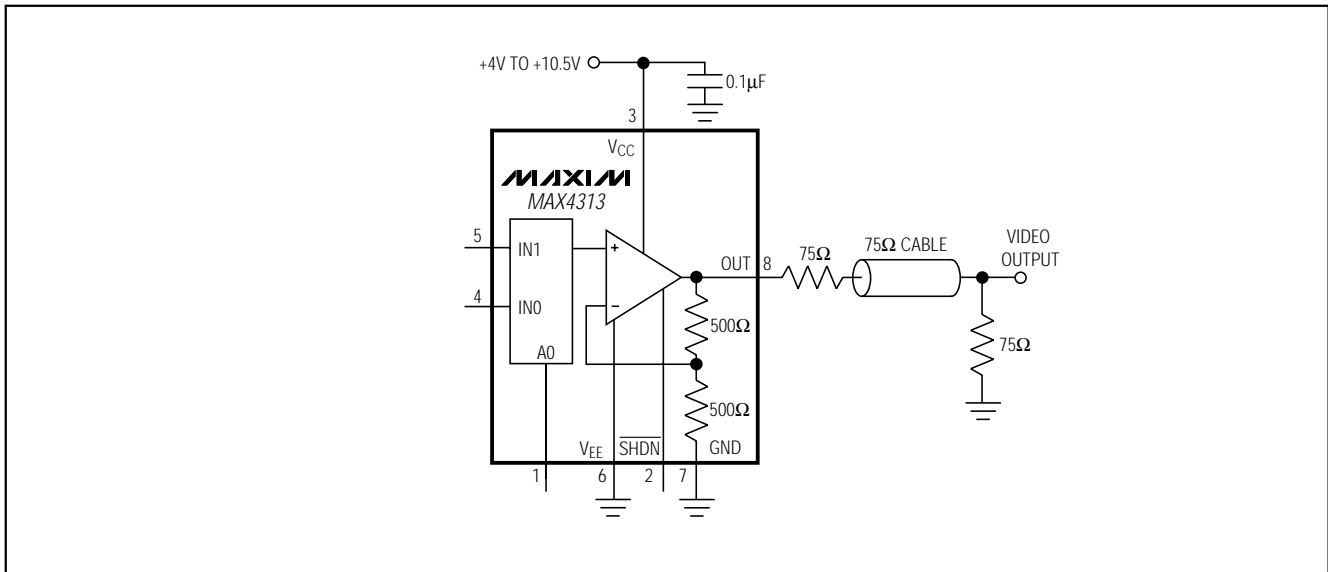 +4V TO +10.5V
0.1µF
3
VCC
MAXIM
MAX4313
5
IN1
4
IN0
A0
OUT
8
75Ω
75Ω CABLE
VIDEO
OUTPUT
500Ω
75Ω
500Ω
VEE
SHDN
GND
1
6
2
7
+
−